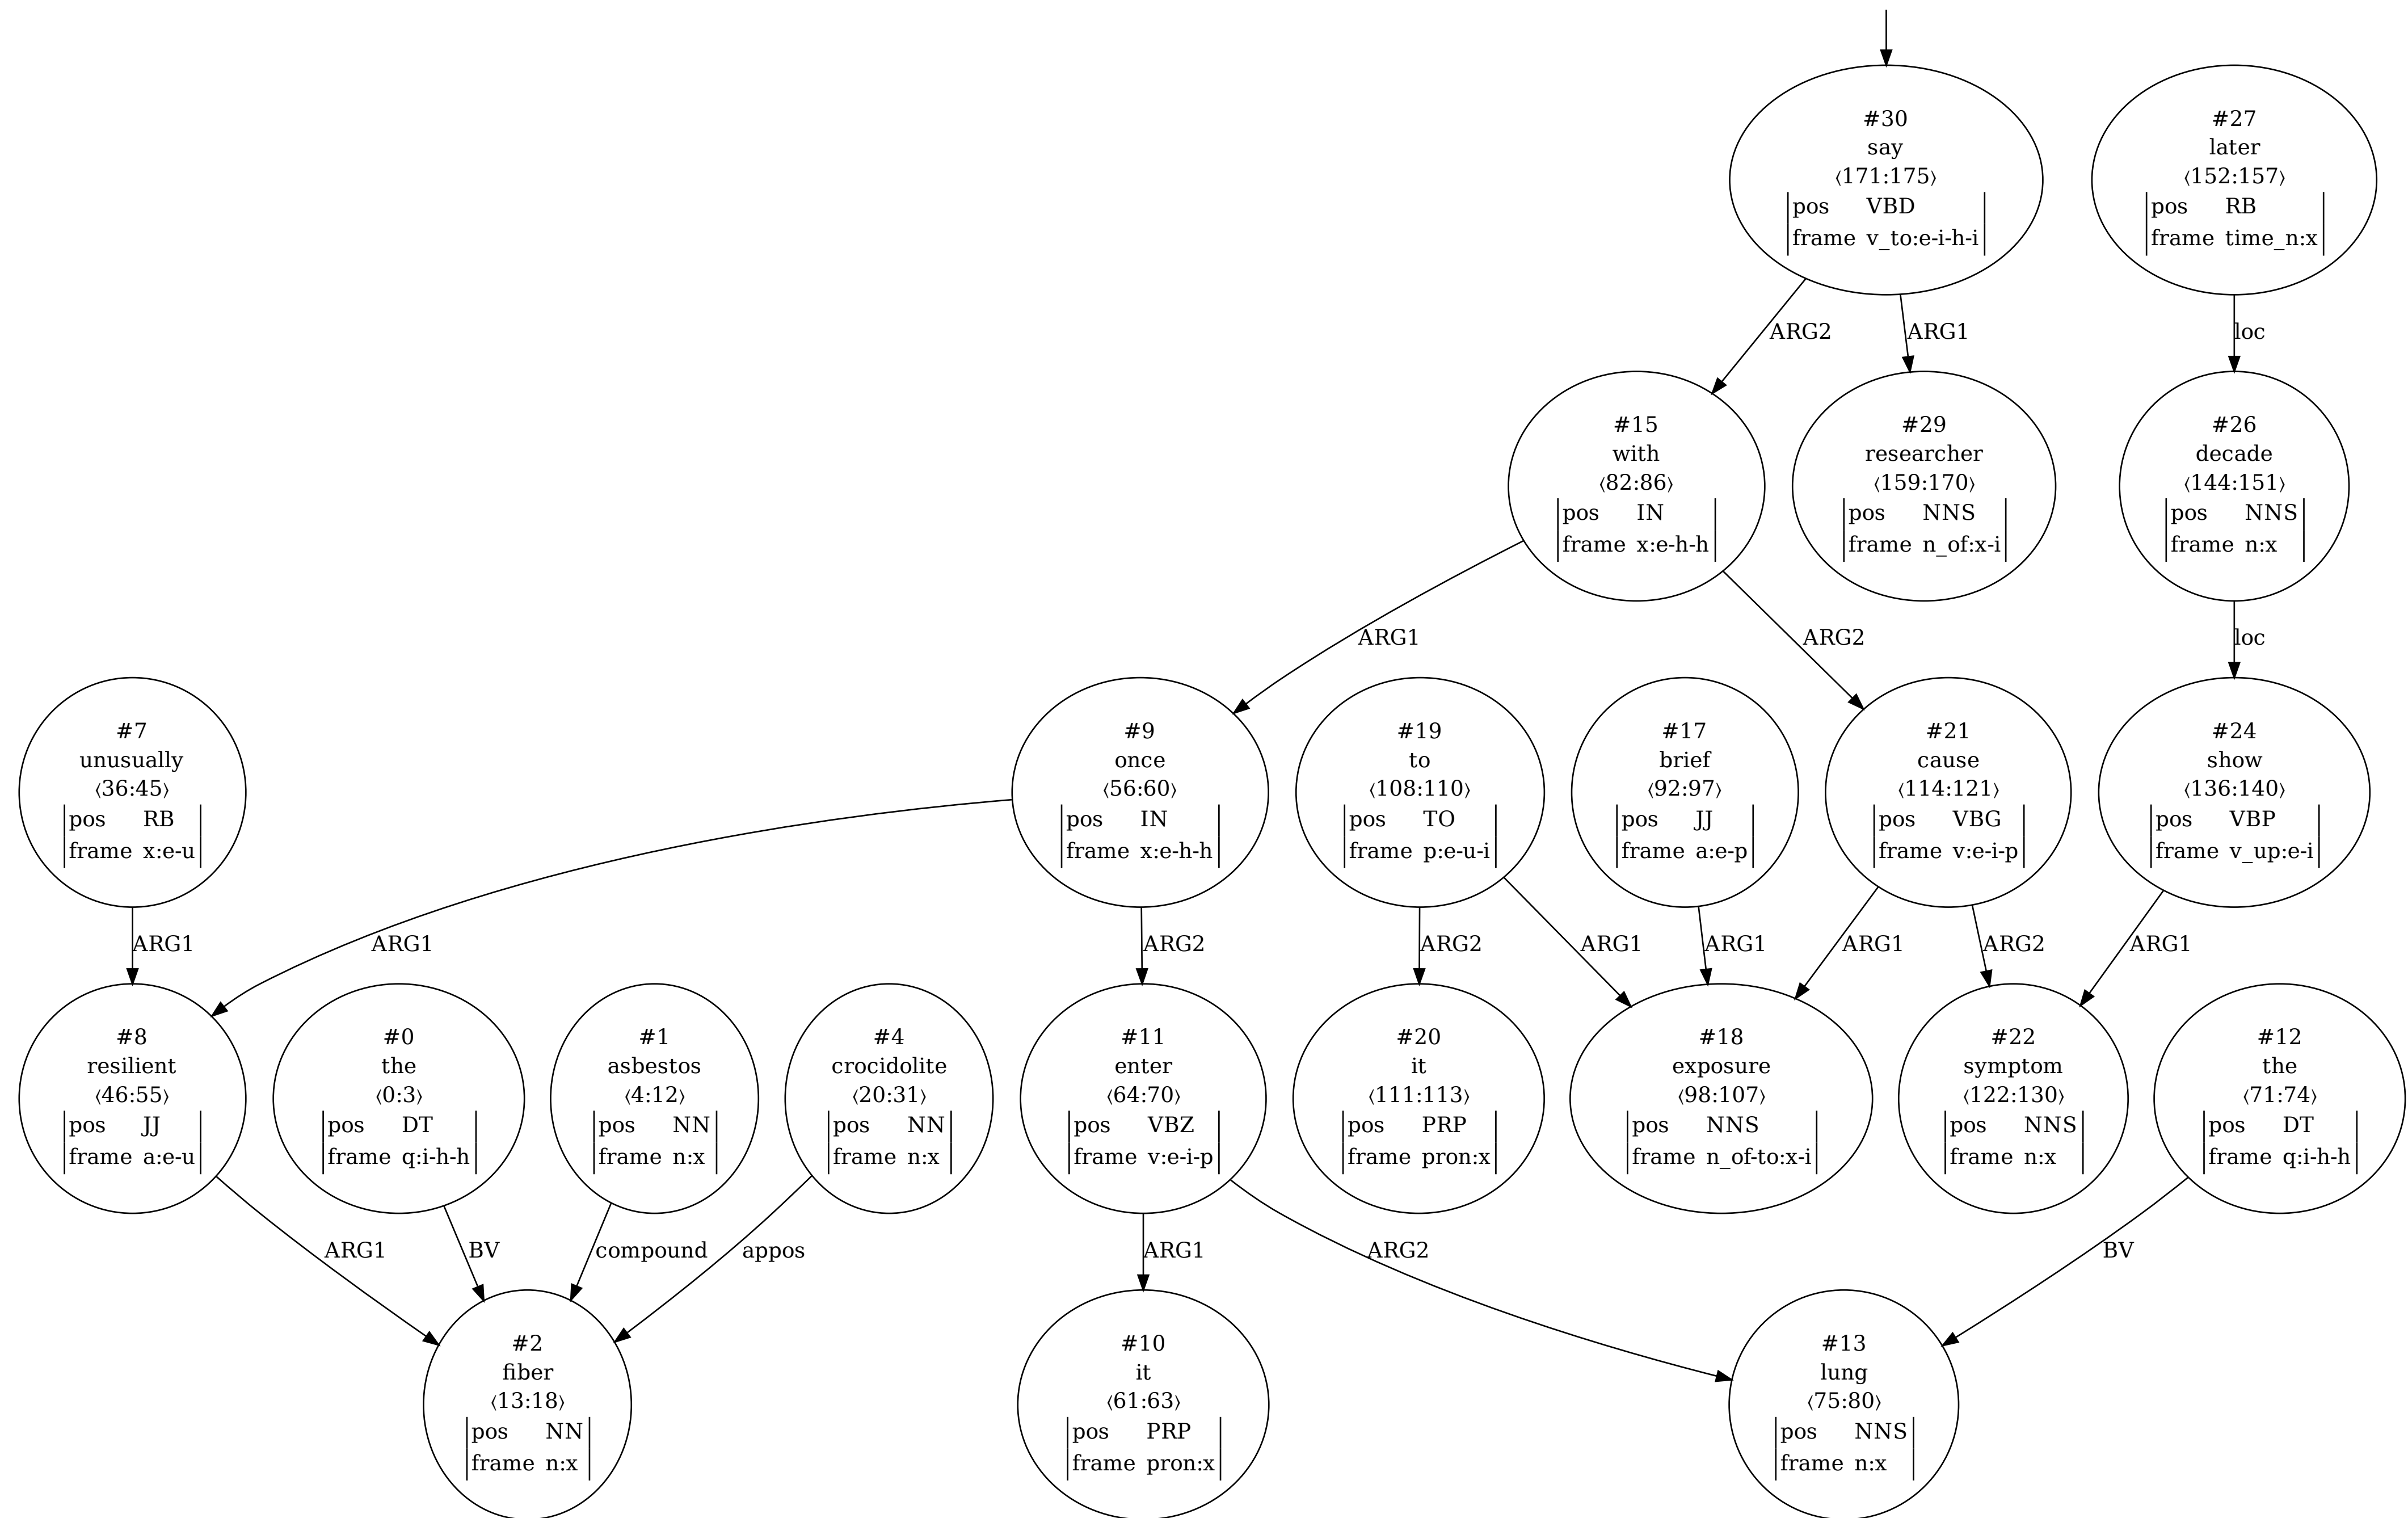 #30
say
⟨171:175⟩
pos VBD
frame v_to:e-i-h-i
#27
later
⟨152:157⟩
pos RB
frame time_n:x
ARG2
ARG1
loc
#15
with
⟨82:86⟩
pos IN
frame x:e-h-h
#29
researcher
⟨159:170⟩
pos NNS
frame n_of:x-i
#26
decade
⟨144:151⟩
pos NNS
frame n:x
ARG1
ARG2
loc
#7
unusually
⟨36:45⟩
pos RB
frame x:e-u
#9
once
⟨56:60⟩
pos IN
frame x:e-h-h
#19
to
⟨108:110⟩
pos TO
frame p:e-u-i
#17
brief
⟨92:97⟩
pos JJ
frame a:e-p
#21
cause
⟨114:121⟩
pos VBG
frame v:e-i-p
#24
show
⟨136:140⟩
pos VBP
frame v_up:e-i
ARG1
ARG1
ARG2
ARG2
ARG1
ARG1
ARG1
ARG2
ARG1
#8
resilient
⟨46:55⟩
pos JJ
frame a:e-u
#0
the
⟨0:3⟩
pos DT
frame q:i-h-h
#1
asbestos
⟨4:12⟩
pos NN
frame n:x
#4
crocidolite
⟨20:31⟩
pos NN
frame n:x
#11
enter
⟨64:70⟩
pos VBZ
frame v:e-i-p
#20
it
⟨111:113⟩
pos PRP
frame pron:x
#18
exposure
⟨98:107⟩
pos NNS
frame n_of-to:x-i
#22
symptom
⟨122:130⟩
pos NNS
frame n:x
#12
the
⟨71:74⟩
pos DT
frame q:i-h-h
ARG1
BV
compound
appos
ARG1
ARG2
BV
#2
fiber
⟨13:18⟩
pos NN
frame n:x
#10
it
⟨61:63⟩
pos PRP
frame pron:x
#13
lung
⟨75:80⟩
pos NNS
frame n:x